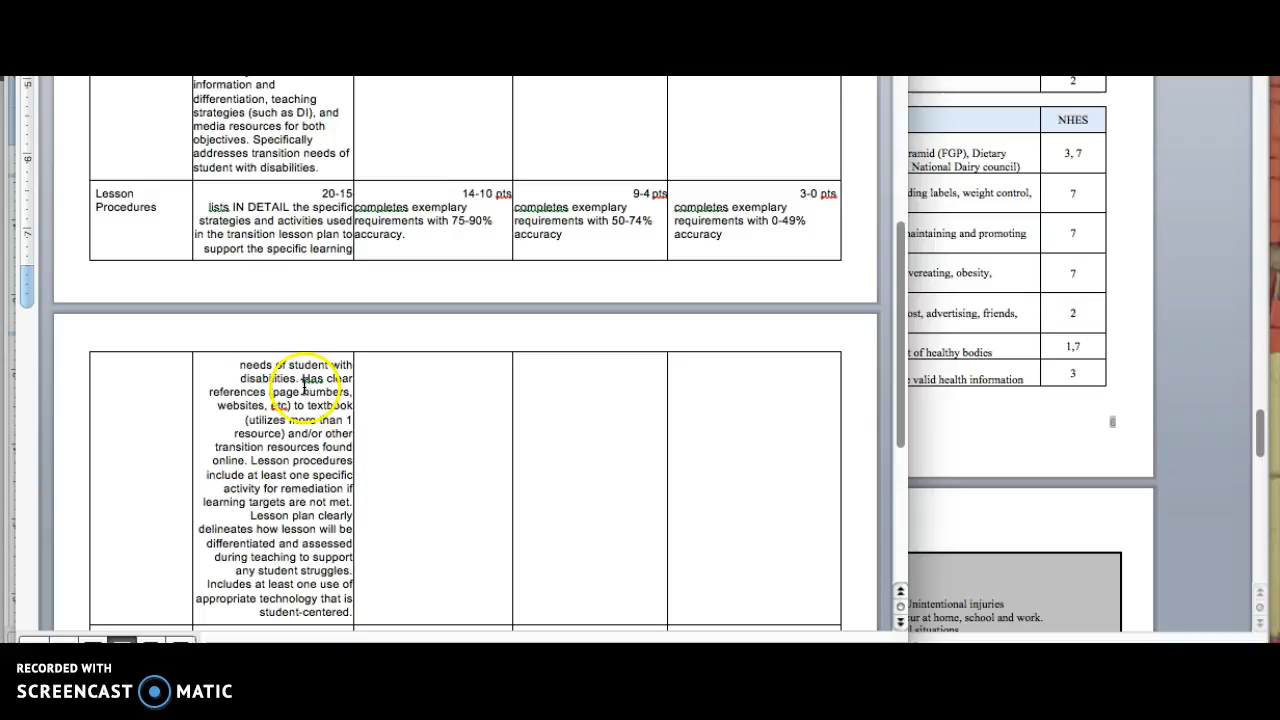 information and
differentiation, teaching
strategies (such as DI), and
media resources for both
objectives. Specifically
addresses transition needs of
student with disabilities.
Lesson
Procedures
20-15
lists IN DETAIL the specific
strategies and activities used
in the transition lesson plan to
support the specific learning
14-10 pts
completes exemplary
requirements with 75-90%
accuracy.
9-4 pts
completes exemplary
requirements with 50-74%
accuracy
3-0 pts
completes exemplary
requirements with 0-49%
accuracy
needs of student with
disabilities. Has clear
references (page numbers,
websites, etc) to textbook
(utilizes more than 1
resource) and/or other
transition resources found
online. Lesson procedures
include at least one specific
activity for remediation if
learning targets are not met.
Lesson plan clearly
delineates how lesson will be
differentiated and assessed
during teaching to support
any student struggles.
Includes at least one use of
appropriate technology that is
student-centered.
2
NHES
ramid (FGP), Dietary
National Dairy council)
3, 7
ding labels, weight control,
7
naintaining and promoting
7
vereating, obesity,
7
ost, advertising, friends,
2
t of healthy bodies
1,7
valid health information
3
6
Unintentional injuries
cur at home, school and work.
situations
RECORDED WITH
SCREENCAST MATIC